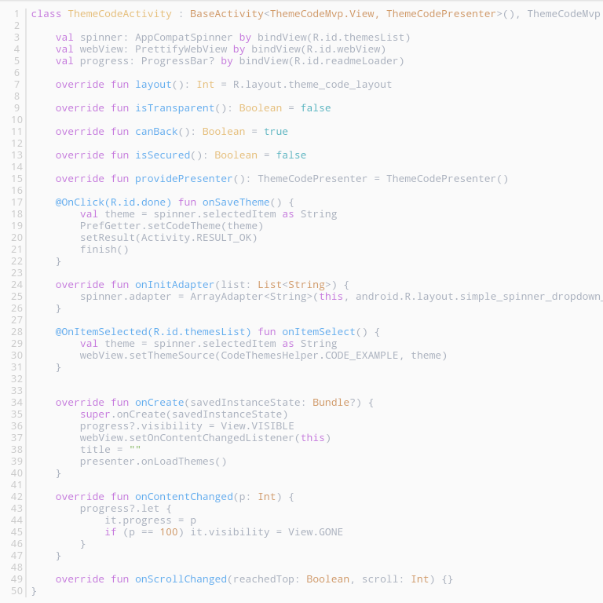 1 class ThemeCodeActivity : BaseActivity<ThemeCodeMvp.View, ThemeCodePresenter>(), ThemeCodeMvp
2
3     val spinner: AppCompatSpinner by bindView(R.id.themesList)
4     val webView: PrettifyWebView by bindView(R.id.webView)
5     val progress: ProgressBar? by bindView(R.id.readmeLoader)
6
7     override fun layout(): Int = R.layout.theme_code_layout
8
9     override fun isTransparent(): Boolean = false
10
11     override fun canBack(): Boolean = true
12
13     override fun isSecured(): Boolean = false
14
15     override fun providePresenter(): ThemeCodePresenter = ThemeCodePresenter()
16
17     @OnClick(R.id.done) fun onSaveTheme() {
18         val theme = spinner.selectedItem as String
19         PrefGetter.setCodeTheme(theme)
20         setResult(Activity.RESULT_OK)
21         finish()
22     }
23
24     override fun onInitAdapter(list: List<String>) {
25         spinner.adapter = ArrayAdapter<String>(this, android.R.layout.simple_spinner_dropdown_
26     }
27
28     @OnItemSelected(R.id.themesList) fun onItemSelect() {
29         val theme = spinner.selectedItem as String
30         webView.setThemeSource(CodeThemesHelper.CODE_EXAMPLE, theme)
31     }
32
33
34     override fun onCreate(savedInstanceState: Bundle?) {
35         super.onCreate(savedInstanceState)
36         progress?.visibility = View.VISIBLE
37         webView.setOnContentChangedListener(this)
38         title = ""
39         presenter.onLoadThemes()
40     }
41
42     override fun onContentChanged(p: Int) {
43         progress?.let {
44             it.progress = p
45             if (p == 100) it.visibility = View.GONE
46         }
47     }
48
49     override fun onScrollChanged(reachedTop: Boolean, scroll: Int) {}
50 }